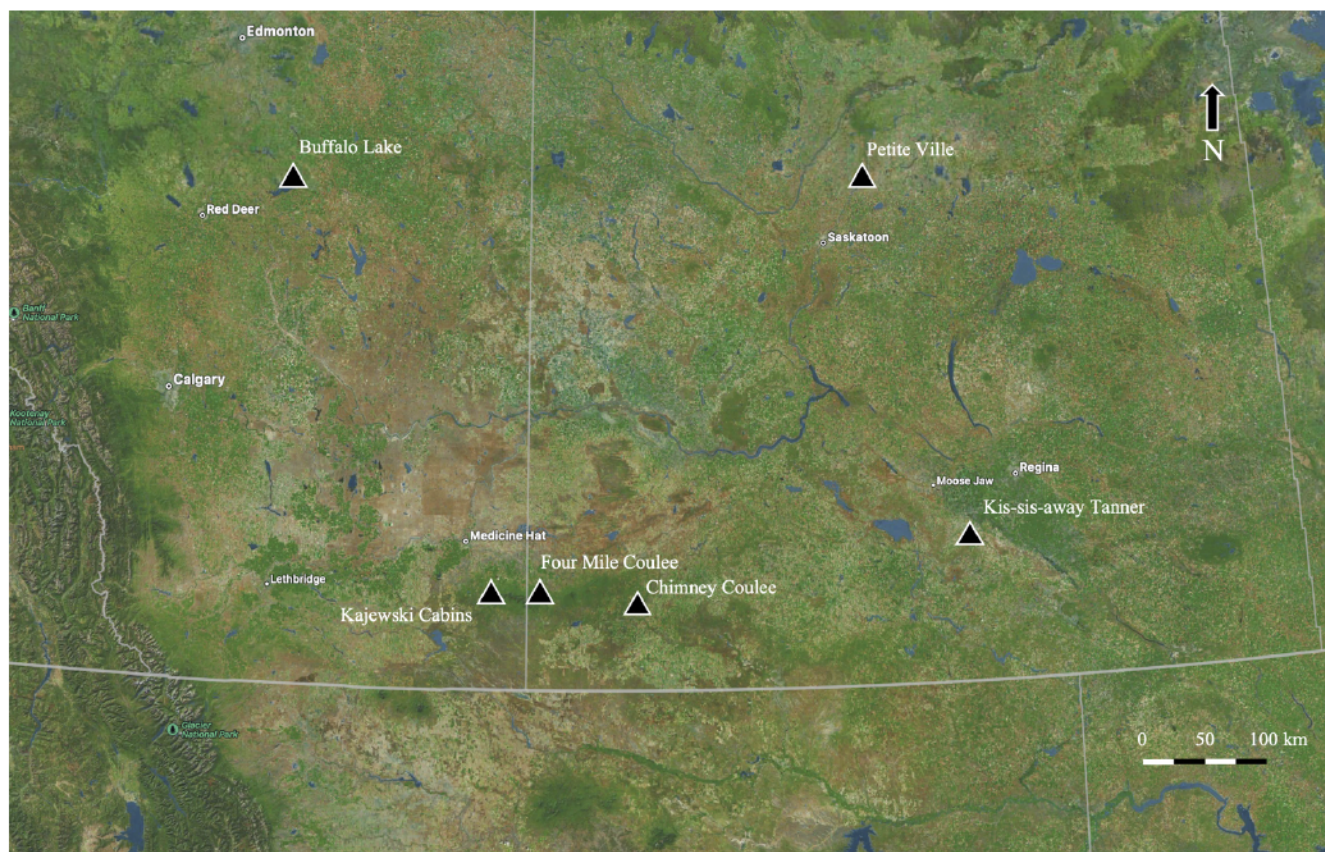 Edmonton
Buffalo Lake
Petite Ville
N
Red Deer
Saskatoon
Banff
National Park
Calgary
Kootenay
National Park
Regina
Moose Jaw
Kis-sis-away Tanner
Medicine Hat
Four Mile Coulee
Lethbridge
Chimney Coulee
Kajewski Cabins
Glacier
National Park
0 50 100 km